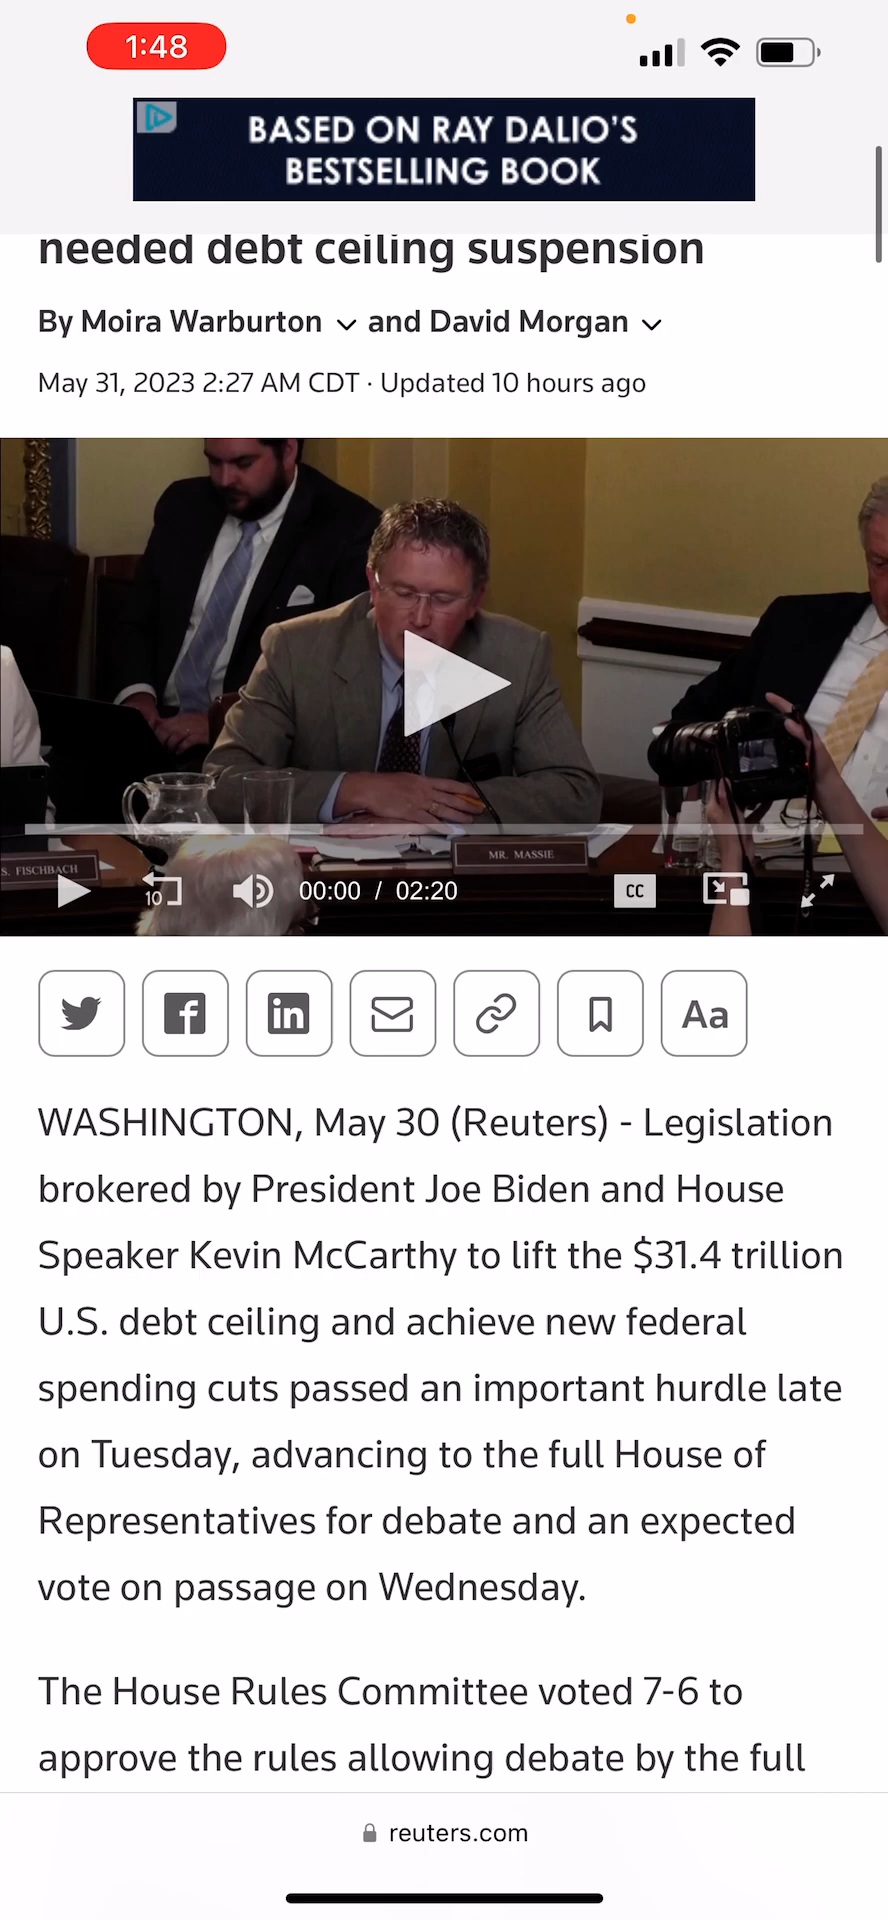 1:48
BASED ON RAY DALIO'S
BESTSELLING BOOK
needed debt ceiling suspension
By Moira Warburton and David Morgan
May 31, 2023 2:27 AM CDT · Updated 10 hours ago
S. FISCHBACH
MR. MASSIE
10
00:00 / 02:20
CC
Aa
WASHINGTON, May 30 (Reuters) - Legislation
brokered by President Joe Biden and House
Speaker Kevin McCarthy to lift the $31.4 trillion
U.S. debt ceiling and achieve new federal
spending cuts passed an important hurdle late
on Tuesday, advancing to the full House of
Representatives for debate and an expected
vote on passage on Wednesday.
The House Rules Committee voted 7-6 to
approve the rules allowing debate by the full
reuters.com